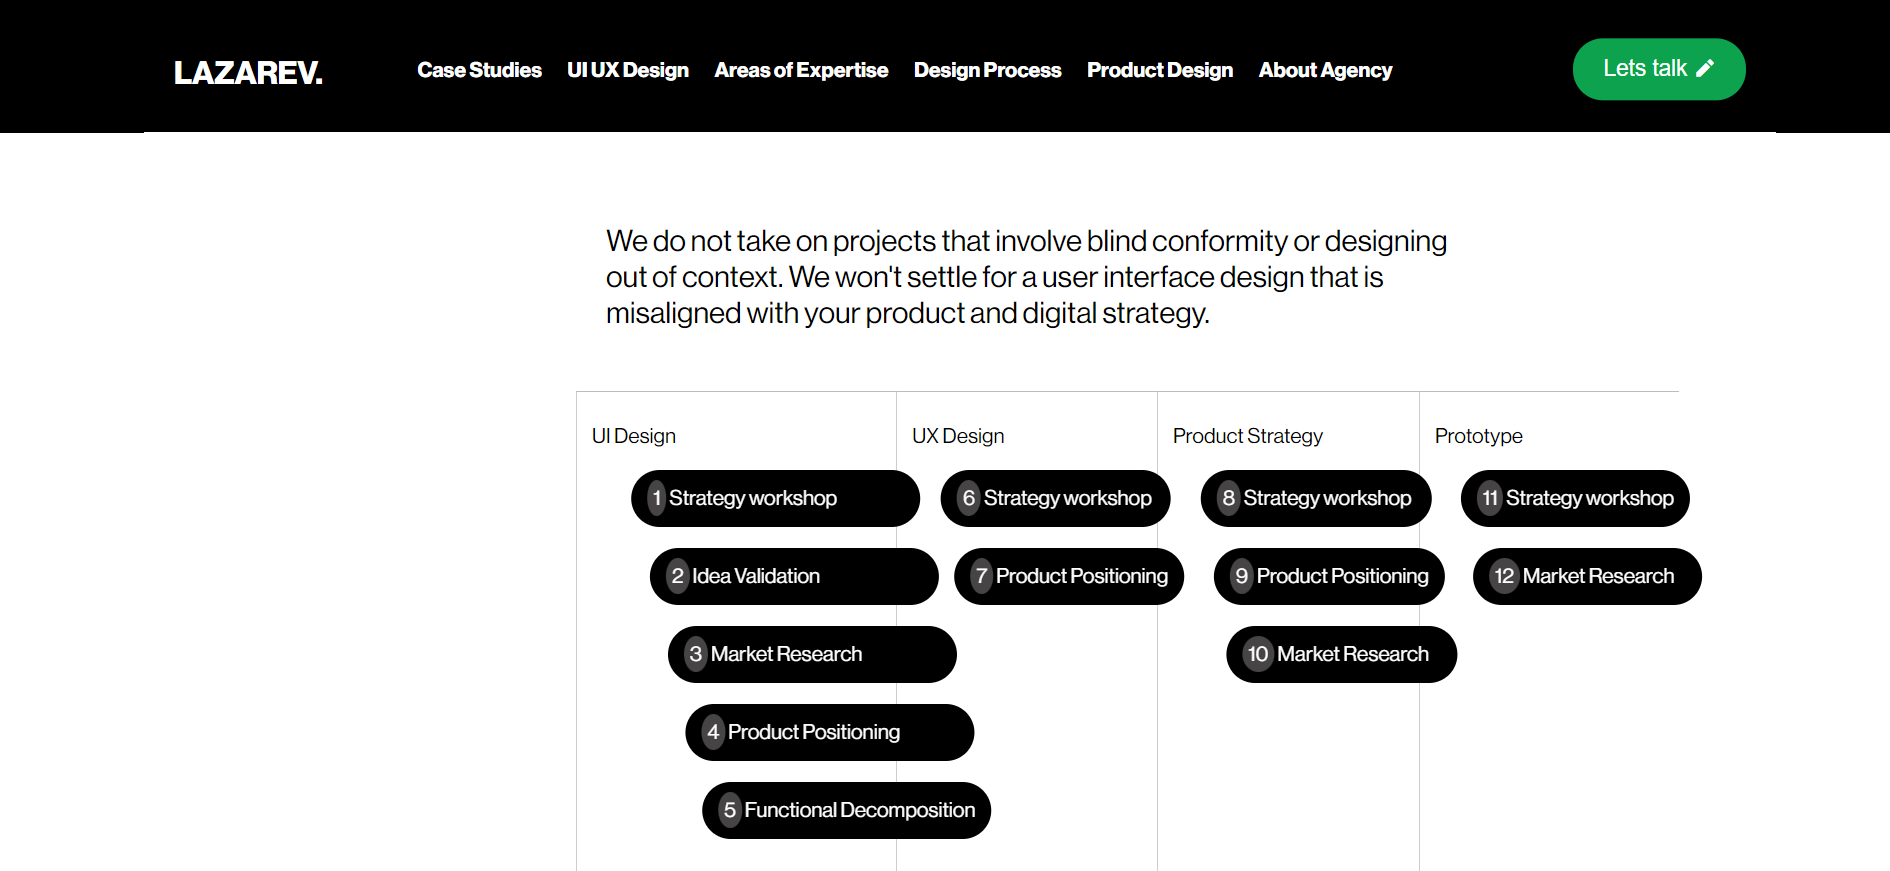 LAZAREV.
Case Studies
UI UX Design
Areas of Expertise
Design Process
Product Design
About Agency
Lets talk
We do not take on projects that involve blind conformity or designing
out of context. We won't settle for a user interface design that is
misaligned with your product and digital strategy.
UI Design
1 Strategy workshop
2 Idea Validation
3 Market Research
4 Product Positioning
5 Functional Decomposition
UX Design
6 Strategy workshop
7 Product Positioning
Product Strategy
8 Strategy workshop
9 Product Positioning
10 Market Research
Prototype
11 Strategy workshop
12 Market Research